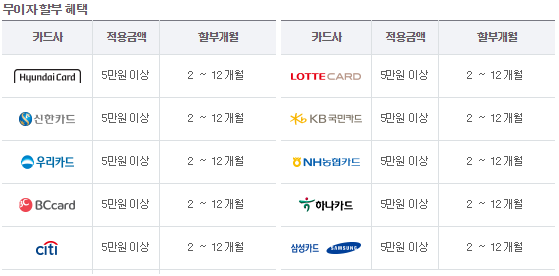 무이자 할부 혜택
카드사 적용금액 할부개월 카드사 적용금액 할부개월
Hyundai Card 5만원 이상 2 ~ 12개월 LOTTE CARD 5만원 이상 2 ~ 12개월
신한카드 5만원 이상 2 ~ 12개월 KB국민카드 5만원 이상 2 ~ 12개월
우리카드 5만원 이상 2 ~ 12개월 NH농협카드 5만원 이상 2 ~ 12개월
BCcard 5만원 이상 2 ~ 12개월 하나카드 5만원 이상 2 ~ 12개월
citi 5만원 이상 2 ~ 12개월 삼성카드 SAMSUNG 5만원 이상 2 ~ 12개월